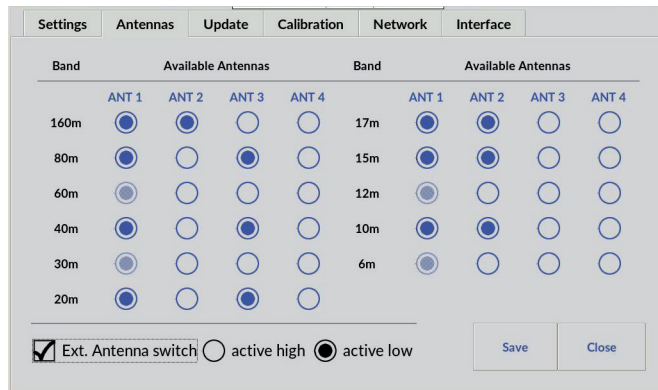 Settings Antennas Update Calibration Network Interface
Band Available Antennas Band Available Antennas
ANT 1 ANT 2 ANT 3 ANT 4 ANT 1 ANT 2 ANT 3 ANT 4
160m 17m
80m 15m
60m 12m
40m 10m
30m 6m
20m
Ext. Antenna switch active high active low
Save Close